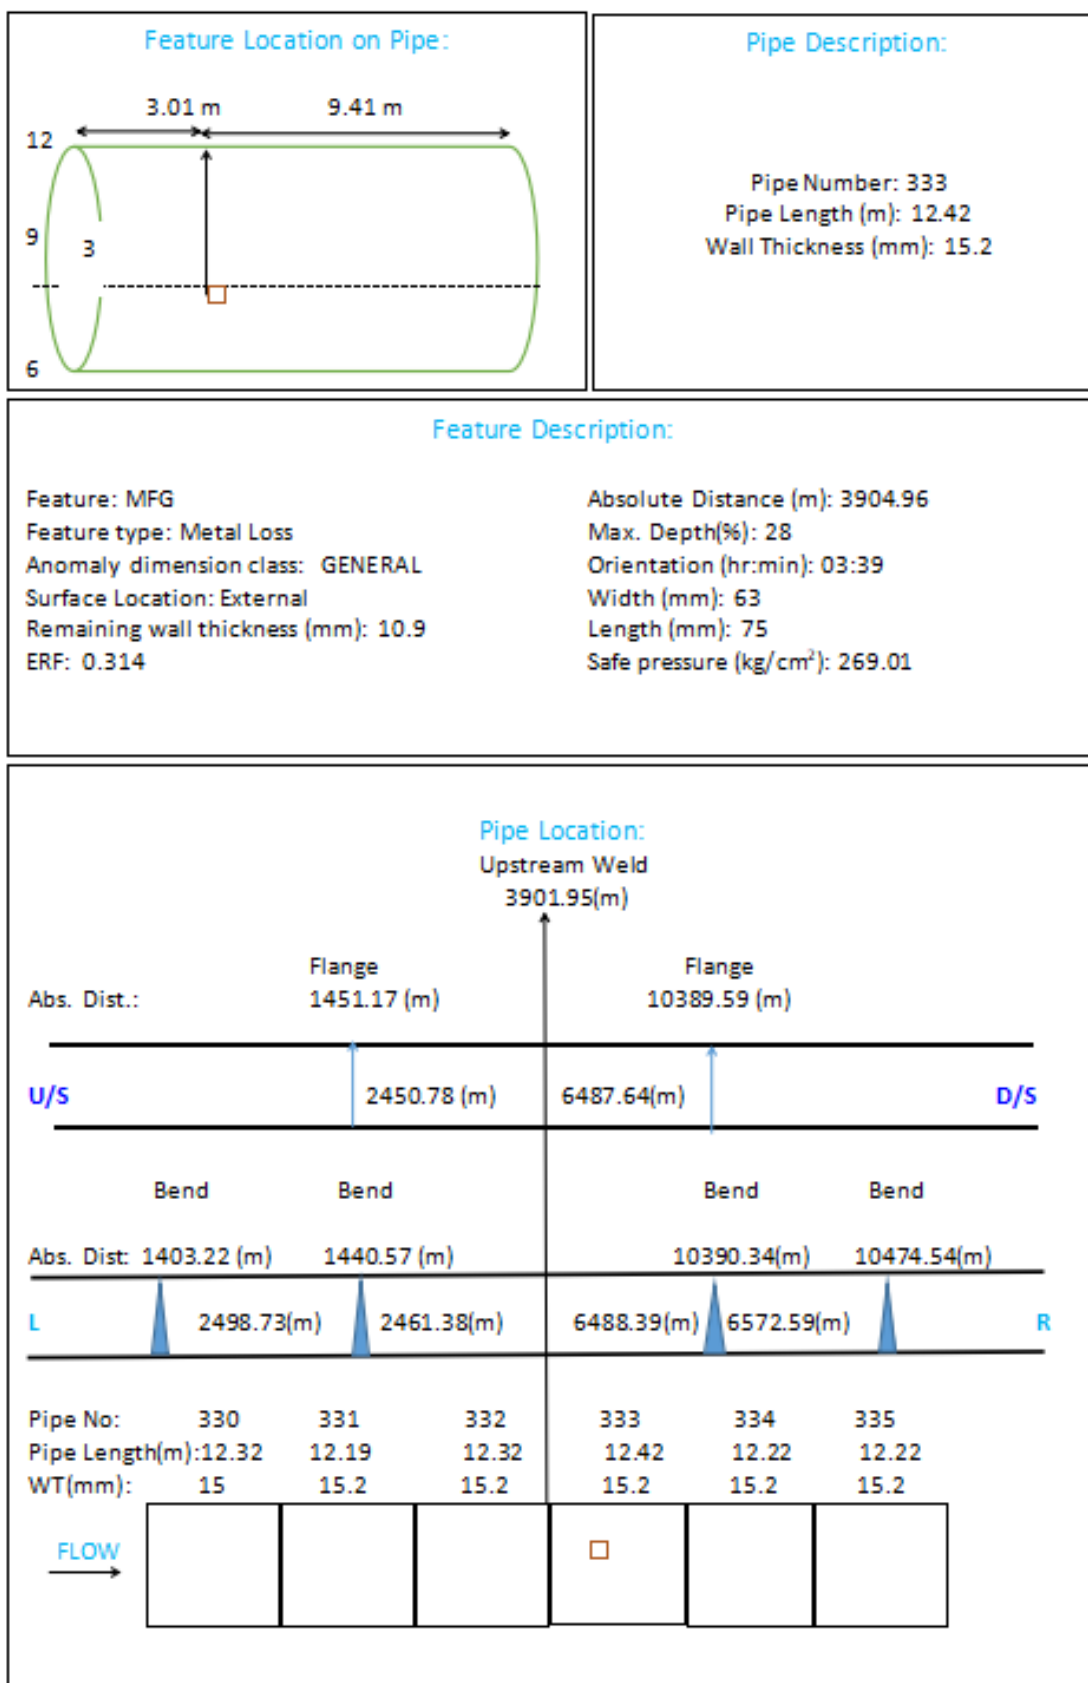 Feature Location on Pipe:
3.01 m 9.41 m
12
9 3
6
Pipe Description:
Pipe Number: 333
Pipe Length (m): 12.42
Wall Thickness (mm): 15.2
Feature Description:
Feature: MFG
Feature type: Metal Loss
Anomaly dimension class: GENERAL
Surface Location: External
Remaining wall thickness (mm): 10.9
ERF: 0.314
Absolute Distance (m): 3904.96
Max. Depth(%): 28
Orientation (hr:min): 03:39
Width (mm): 63
Length (mm): 75
Safe pressure (kg/cm²): 269.01
Pipe Location:
Upstream Weld
3901.95(m)
Flange Flange
Abs. Dist.: 1451.17 (m) 10389.59 (m)
U/S 2450.78 (m) 6487.64(m) D/S
Bend Bend Bend Bend
Abs. Dist: 1403.22 (m) 1440.57 (m) 10390.34(m) 10474.54(m)
L 2498.73(m) 2461.38(m) 6488.39(m) 6572.59(m) R
Pipe No: 330 331 332 333 334 335
Pipe Length(m):12.32 12.19 12.32 12.42 12.22 12.22
WT(mm): 15 15.2 15.2 15.2 15.2 15.2
FLOW